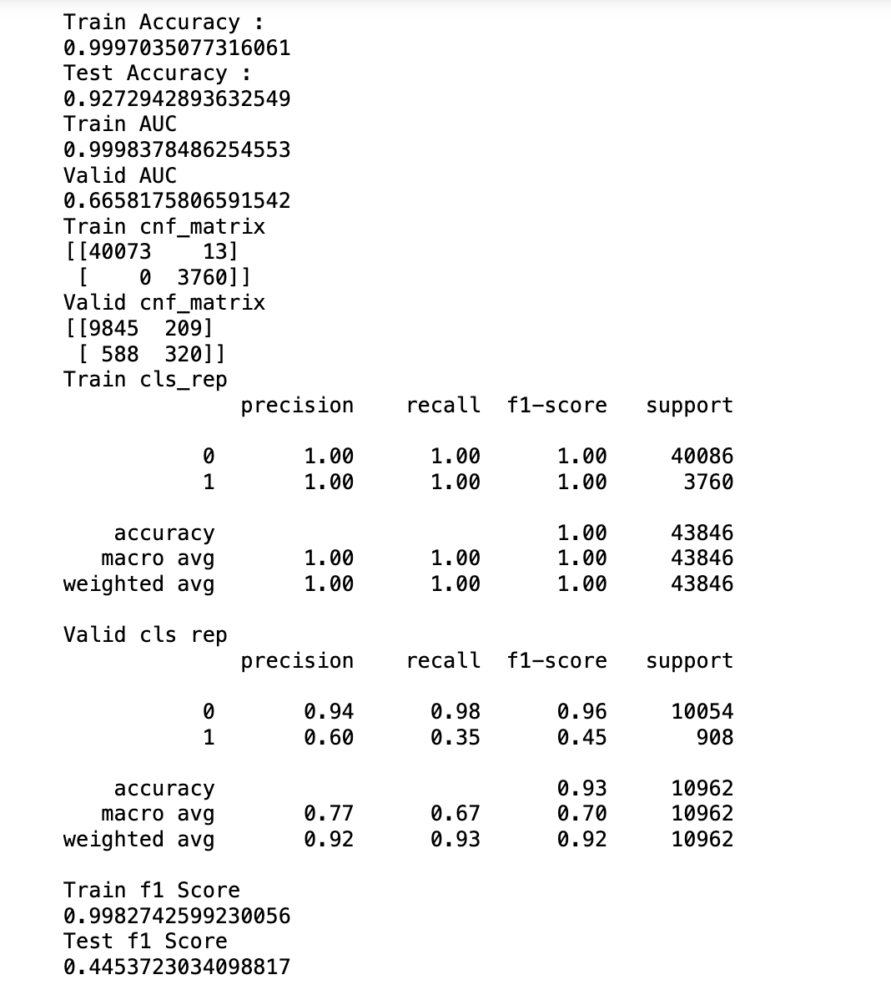 Train Accuracy :
0.9997035077316061
Test Accuracy :
0.9272942893632549
Train AUC
0.9998378486254553
Valid AUC
0.6658175806591542
Train cnf_matrix
[[40073    13]
 [    0  3760]]
Valid cnf_matrix
[[9845  209]
 [ 588  320]]
Train cls_rep
              precision    recall  f1-score   support

           0       1.00      1.00      1.00     40086
           1       1.00      1.00      1.00      3760

    accuracy                           1.00     43846
   macro avg       1.00      1.00      1.00     43846
weighted avg       1.00      1.00      1.00     43846

Valid cls rep
              precision    recall  f1-score   support

           0       0.94      0.98      0.96     10054
           1       0.60      0.35      0.45       908

    accuracy                           0.93     10962
   macro avg       0.77      0.67      0.70     10962
weighted avg       0.92      0.93      0.92     10962

Train f1 Score
0.9982742599230056
Test f1 Score
0.4453723034098817